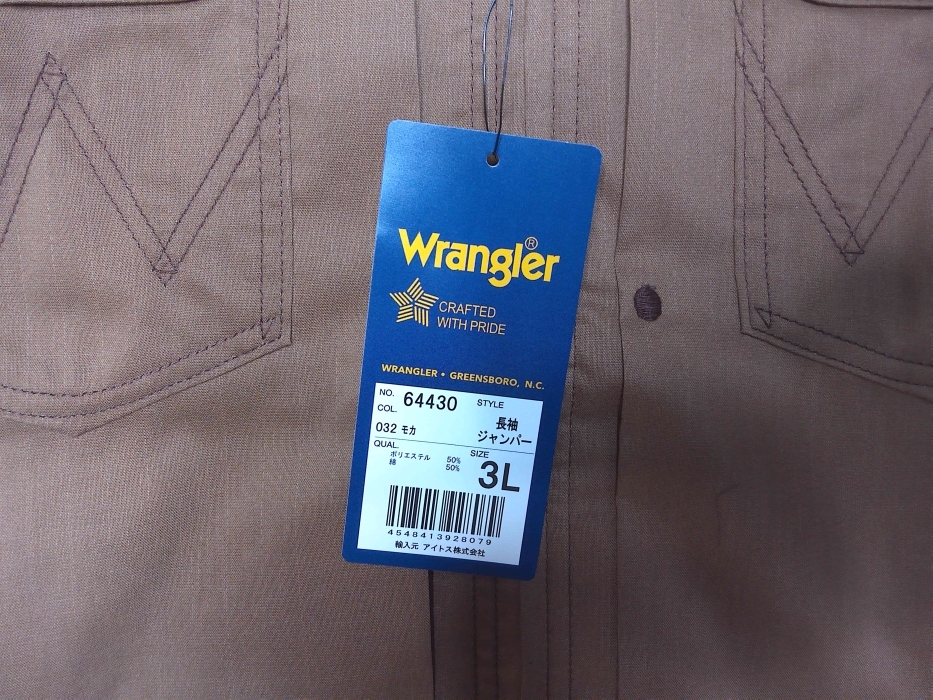 Wrangler®
CRAFTED
WITH PRIDE
WRANGLER • GREENSBORO, N.C.
NO. 64430 STYLE
COL. 長袖
032 モカ ジャンパー
QUAL. SIZE
ポリエステル 50% 3L
綿 50%
4548413928079
輸入元 アイトス株式会社